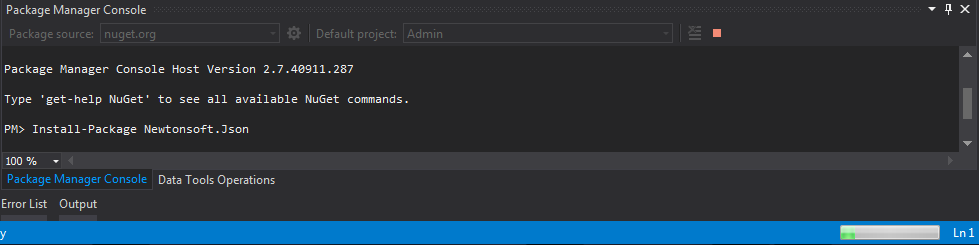 Package Manager Console
Package source: nuget.org Default project: Admin
Package Manager Console Host Version 2.7.40911.287
Type 'get-help NuGet' to see all available NuGet commands.
PM> Install-Package Newtonsoft.Json
100 %
Package Manager Console Data Tools Operations
Error List Output
y Ln 1